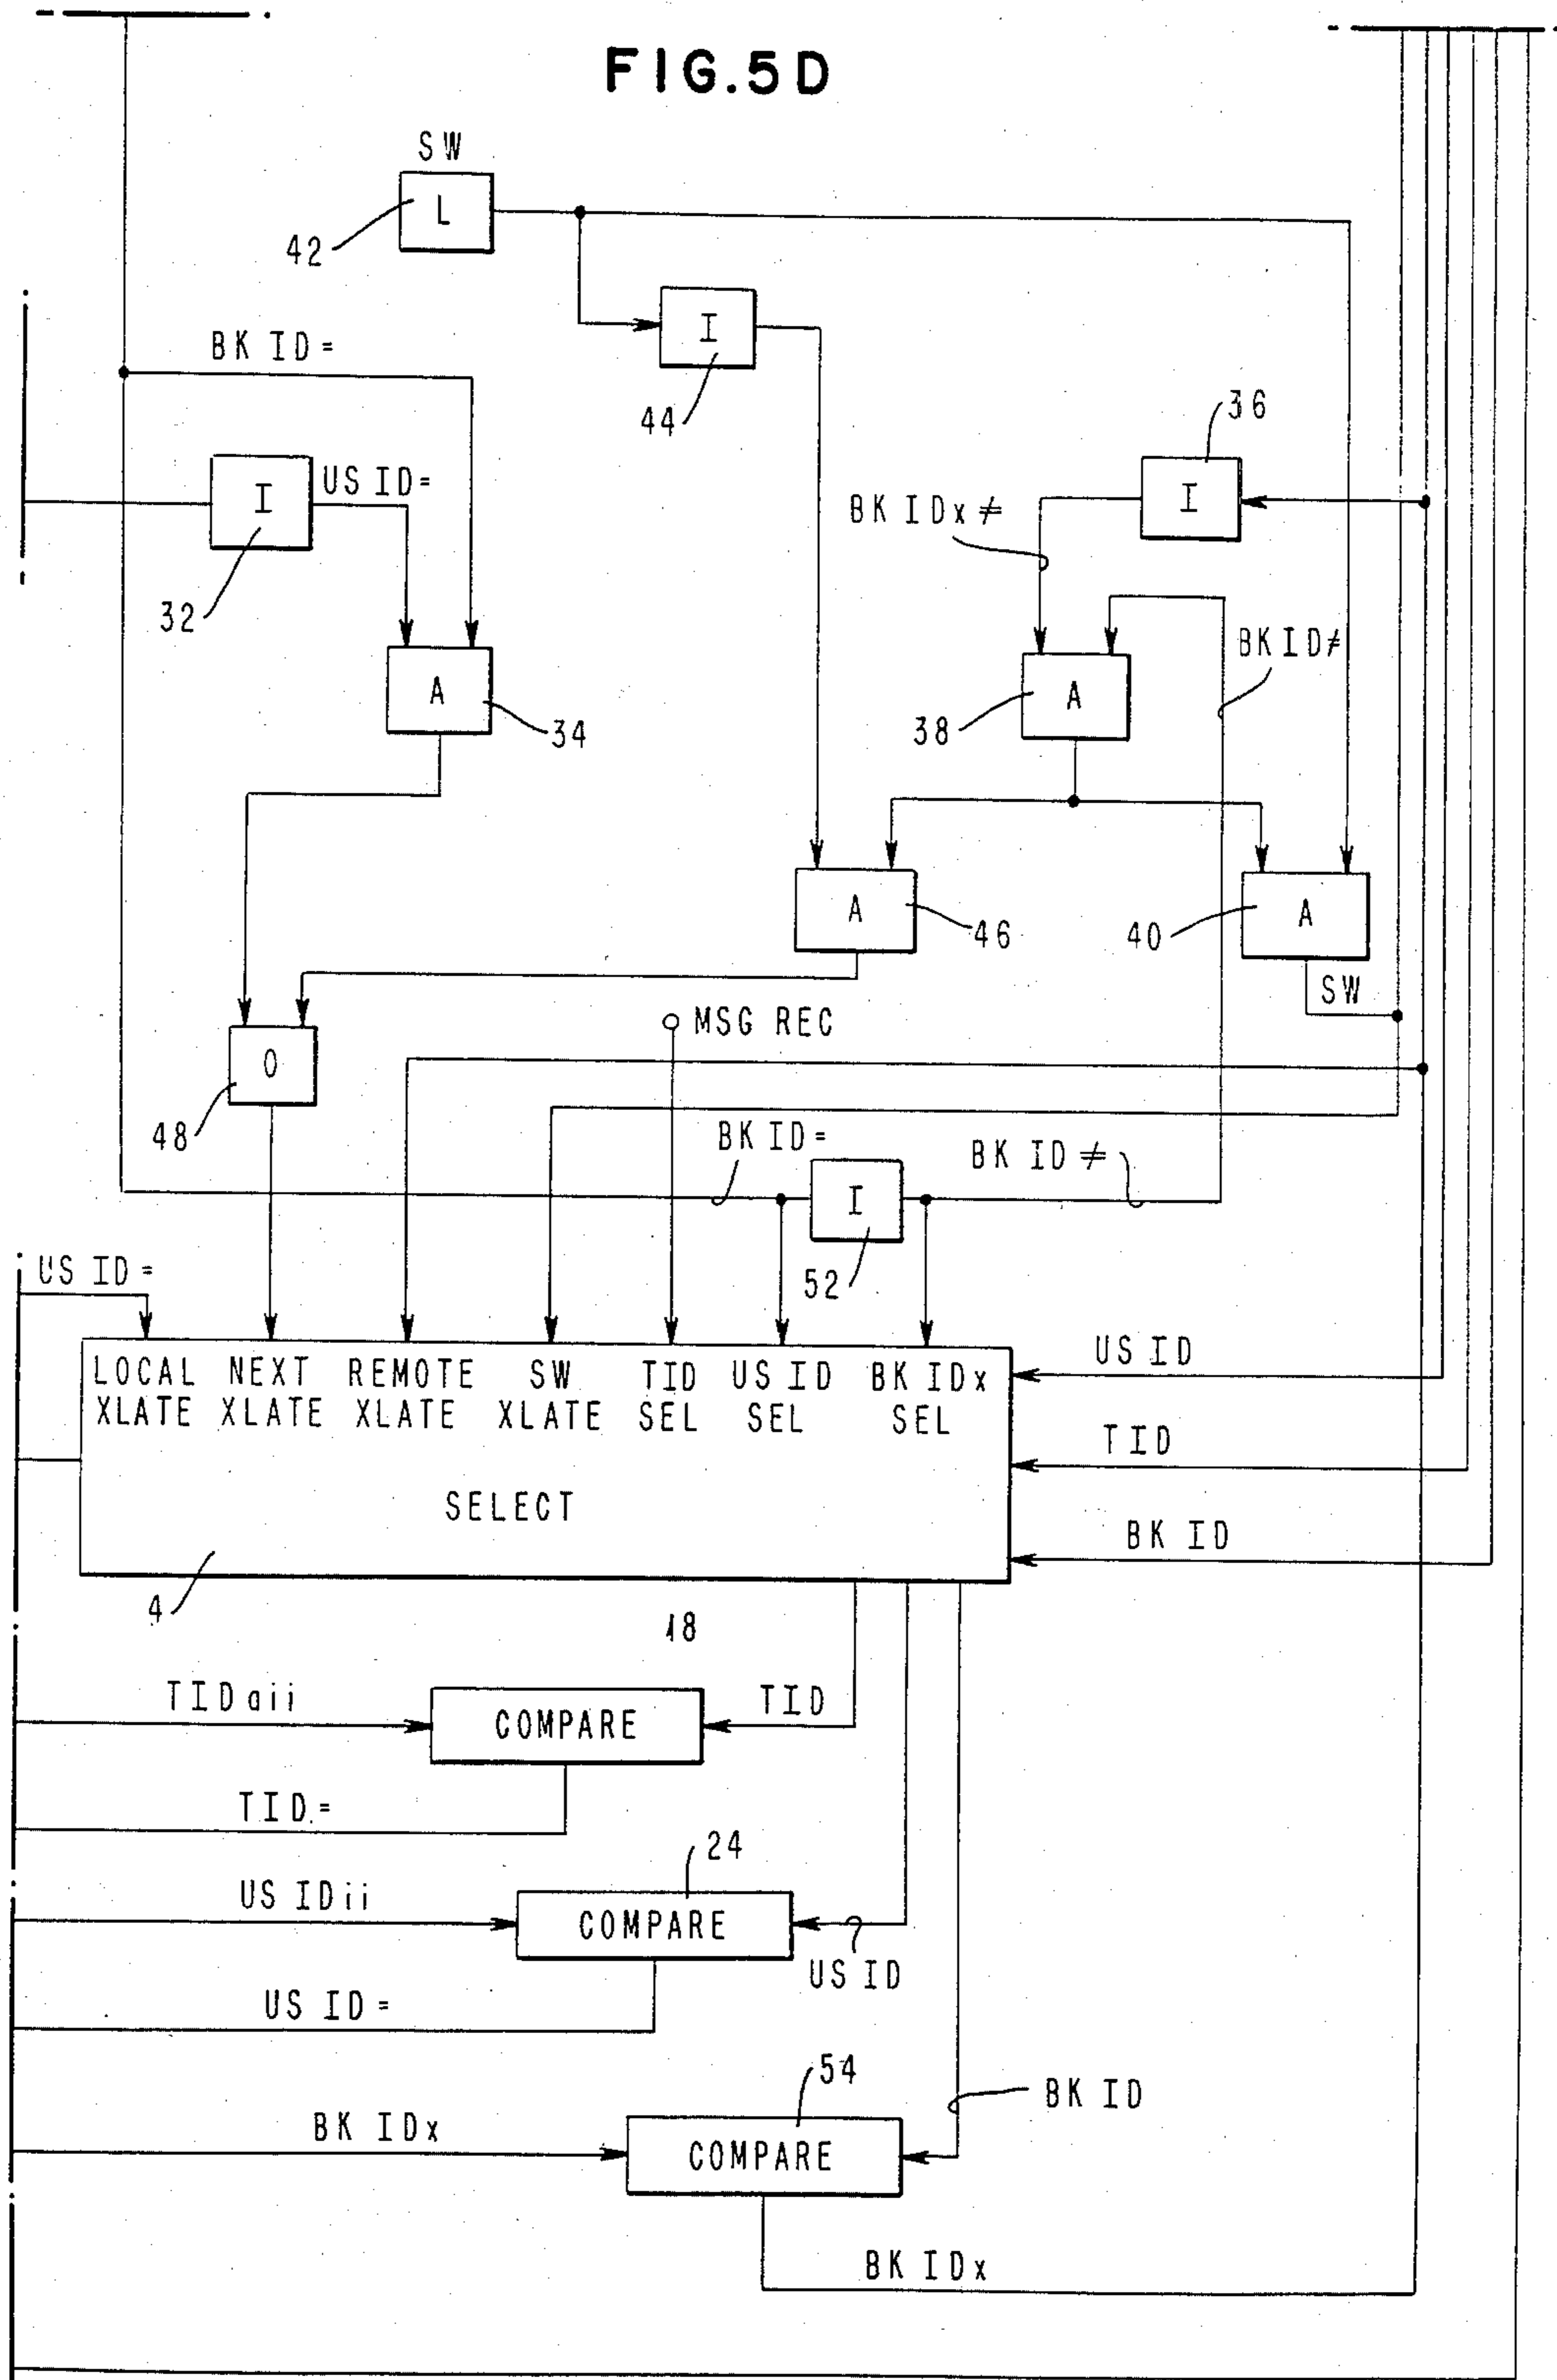 FIG.5D
SW
L
42
I
44
BK ID=
36
I
US ID=
I
BK IDx ≠
32
BK ID≠
A
34
38
A
A
46
40
A
SW
MSG REC
O
48
BK ID=
BK ID ≠
I
52
US ID=
LOCAL XLATE
NEXT XLATE
REMOTE XLATE
SW XLATE
TID SEL
US ID SEL
BK IDx SEL
US ID
TID
SELECT
BK ID
4
18
TIDaii
COMPARE
TID
TID=
24
US IDii
COMPARE
US ID
US ID=
54
BK ID
BK IDx
COMPARE
BK IDx